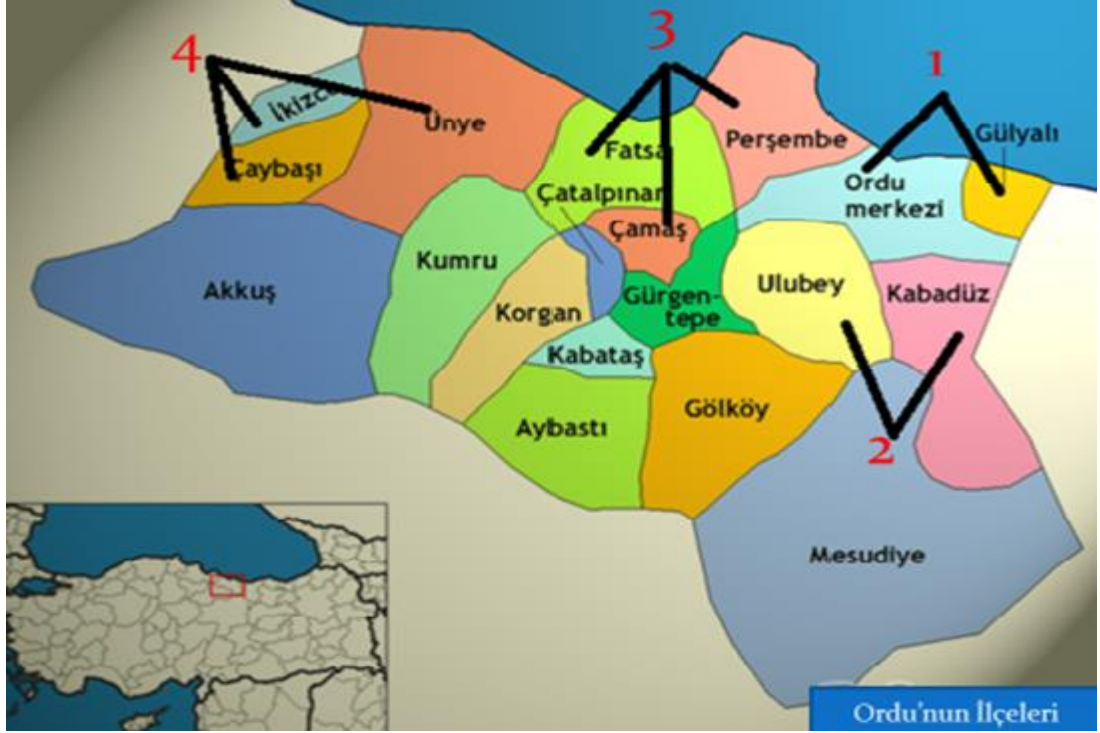 4
3
1
İkizce
Ünye
Gülyalı
Fatsa
Perşembe
Çaybaşı
Çatalpınar
Ordu
merkezi
Çamaş
Kumru
Akkuş
Ulubey
Kabadüz
Gürgen-
tepe
Korgan
Kabataş
Gölköy
Aybastı
2
Mesudiye
Ordu'nun İlçeleri